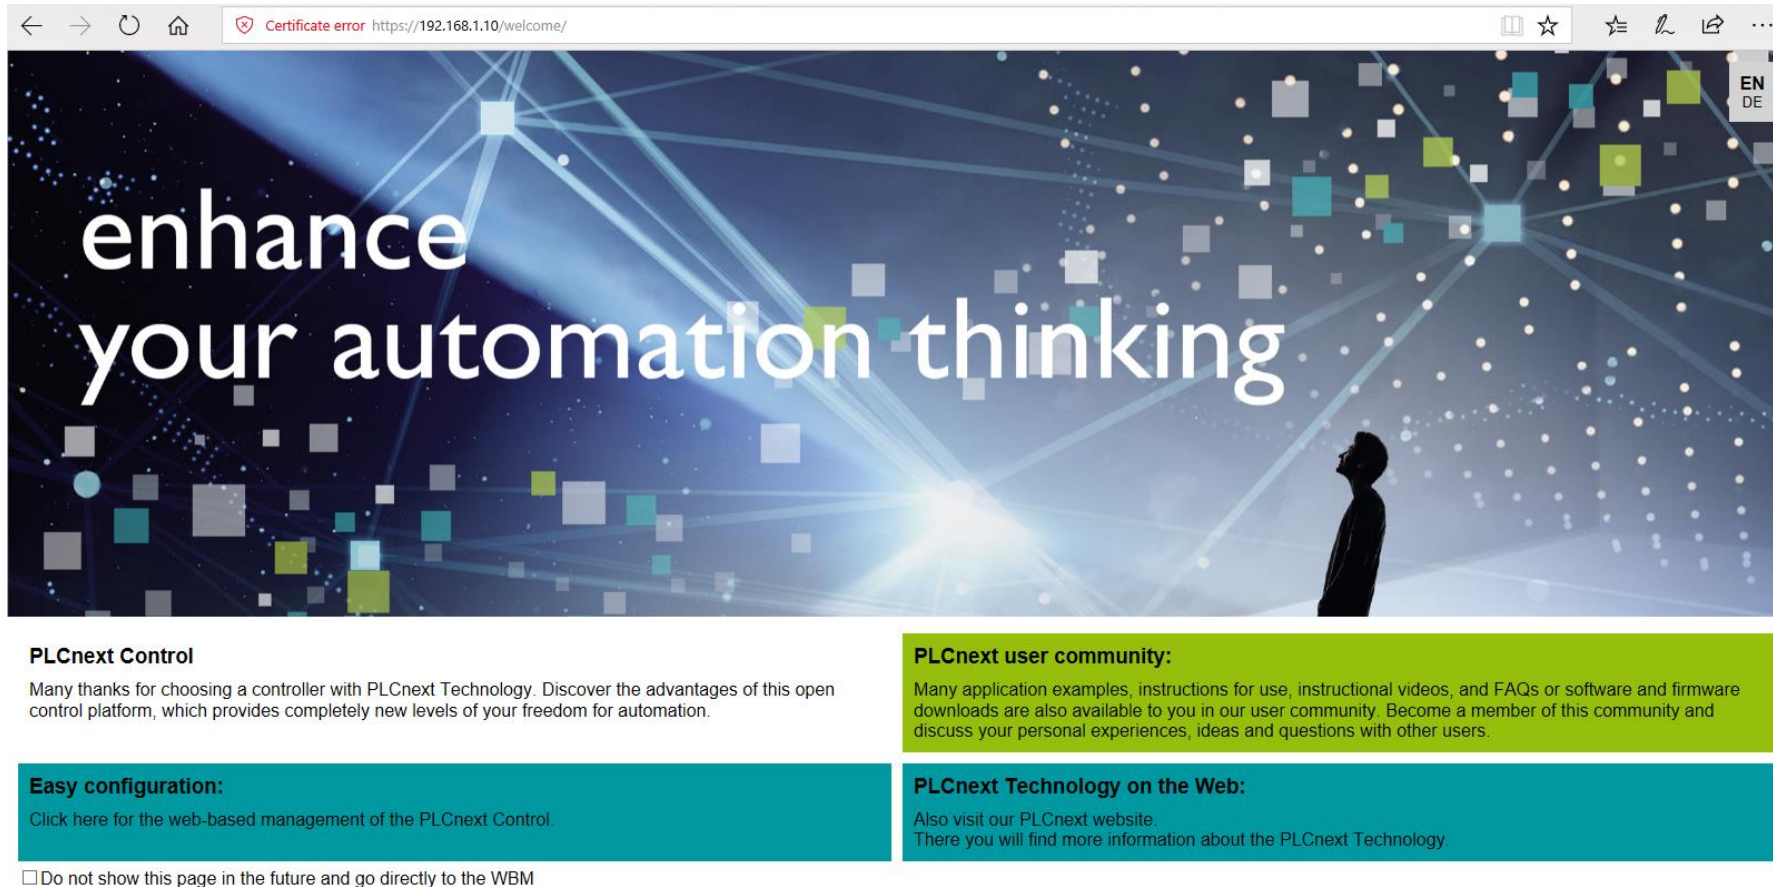 Certificate error https://192.168.1.10/welcome/
EN
DE
enhance
your automation thinking
PLCnext Control
Many thanks for choosing a controller with PLCnext Technology. Discover the advantages of this open
control platform, which provides completely new levels of your freedom for automation.
PLCnext user community:
Many application examples, instructions for use, instructional videos, and FAQs or software and firmware
downloads are also available to you in our user community. Become a member of this community and
discuss your personal experiences, ideas and questions with other users.
Easy configuration:
Click here for the web-based management of the PLCnext Control.
PLCnext Technology on the Web:
Also visit our PLCnext website.
There you will find more information about the PLCnext Technology.
Do not show this page in the future and go directly to the WBM